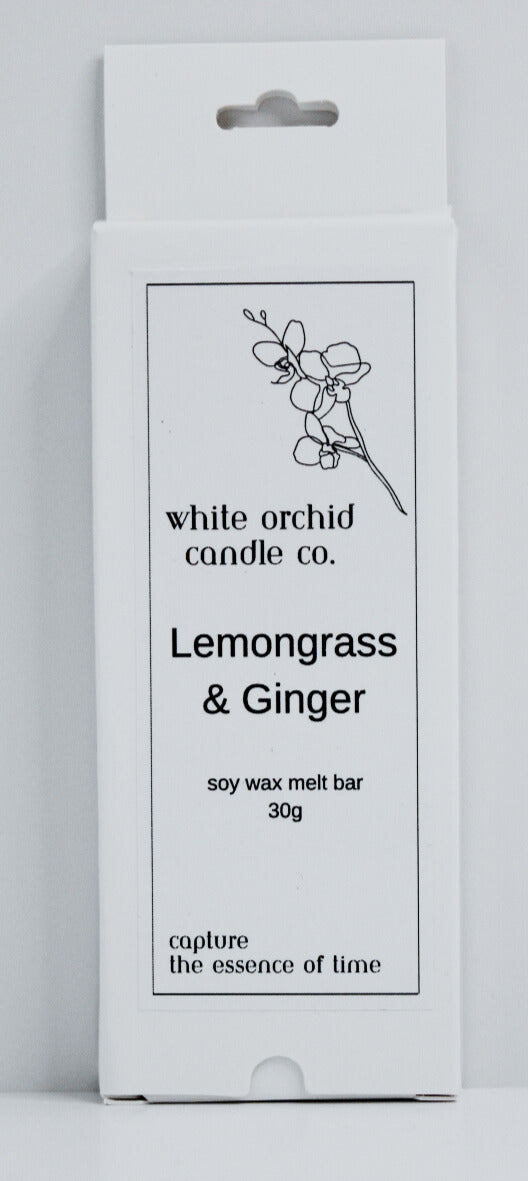 white orchid
candle co.
Lemongrass
& Ginger
soy wax melt bar
30g
capture
the essence of time